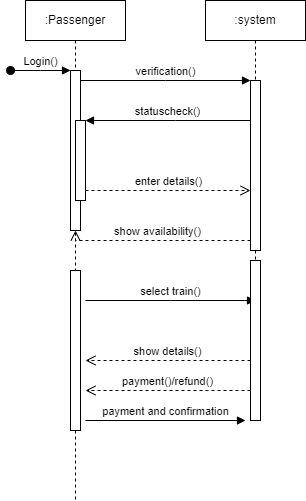 :Passenger
:system
Login()
verification()
statuscheck()
enter details()
show availability()
select train()
show details()
payment()/refund()
payment and confirmation